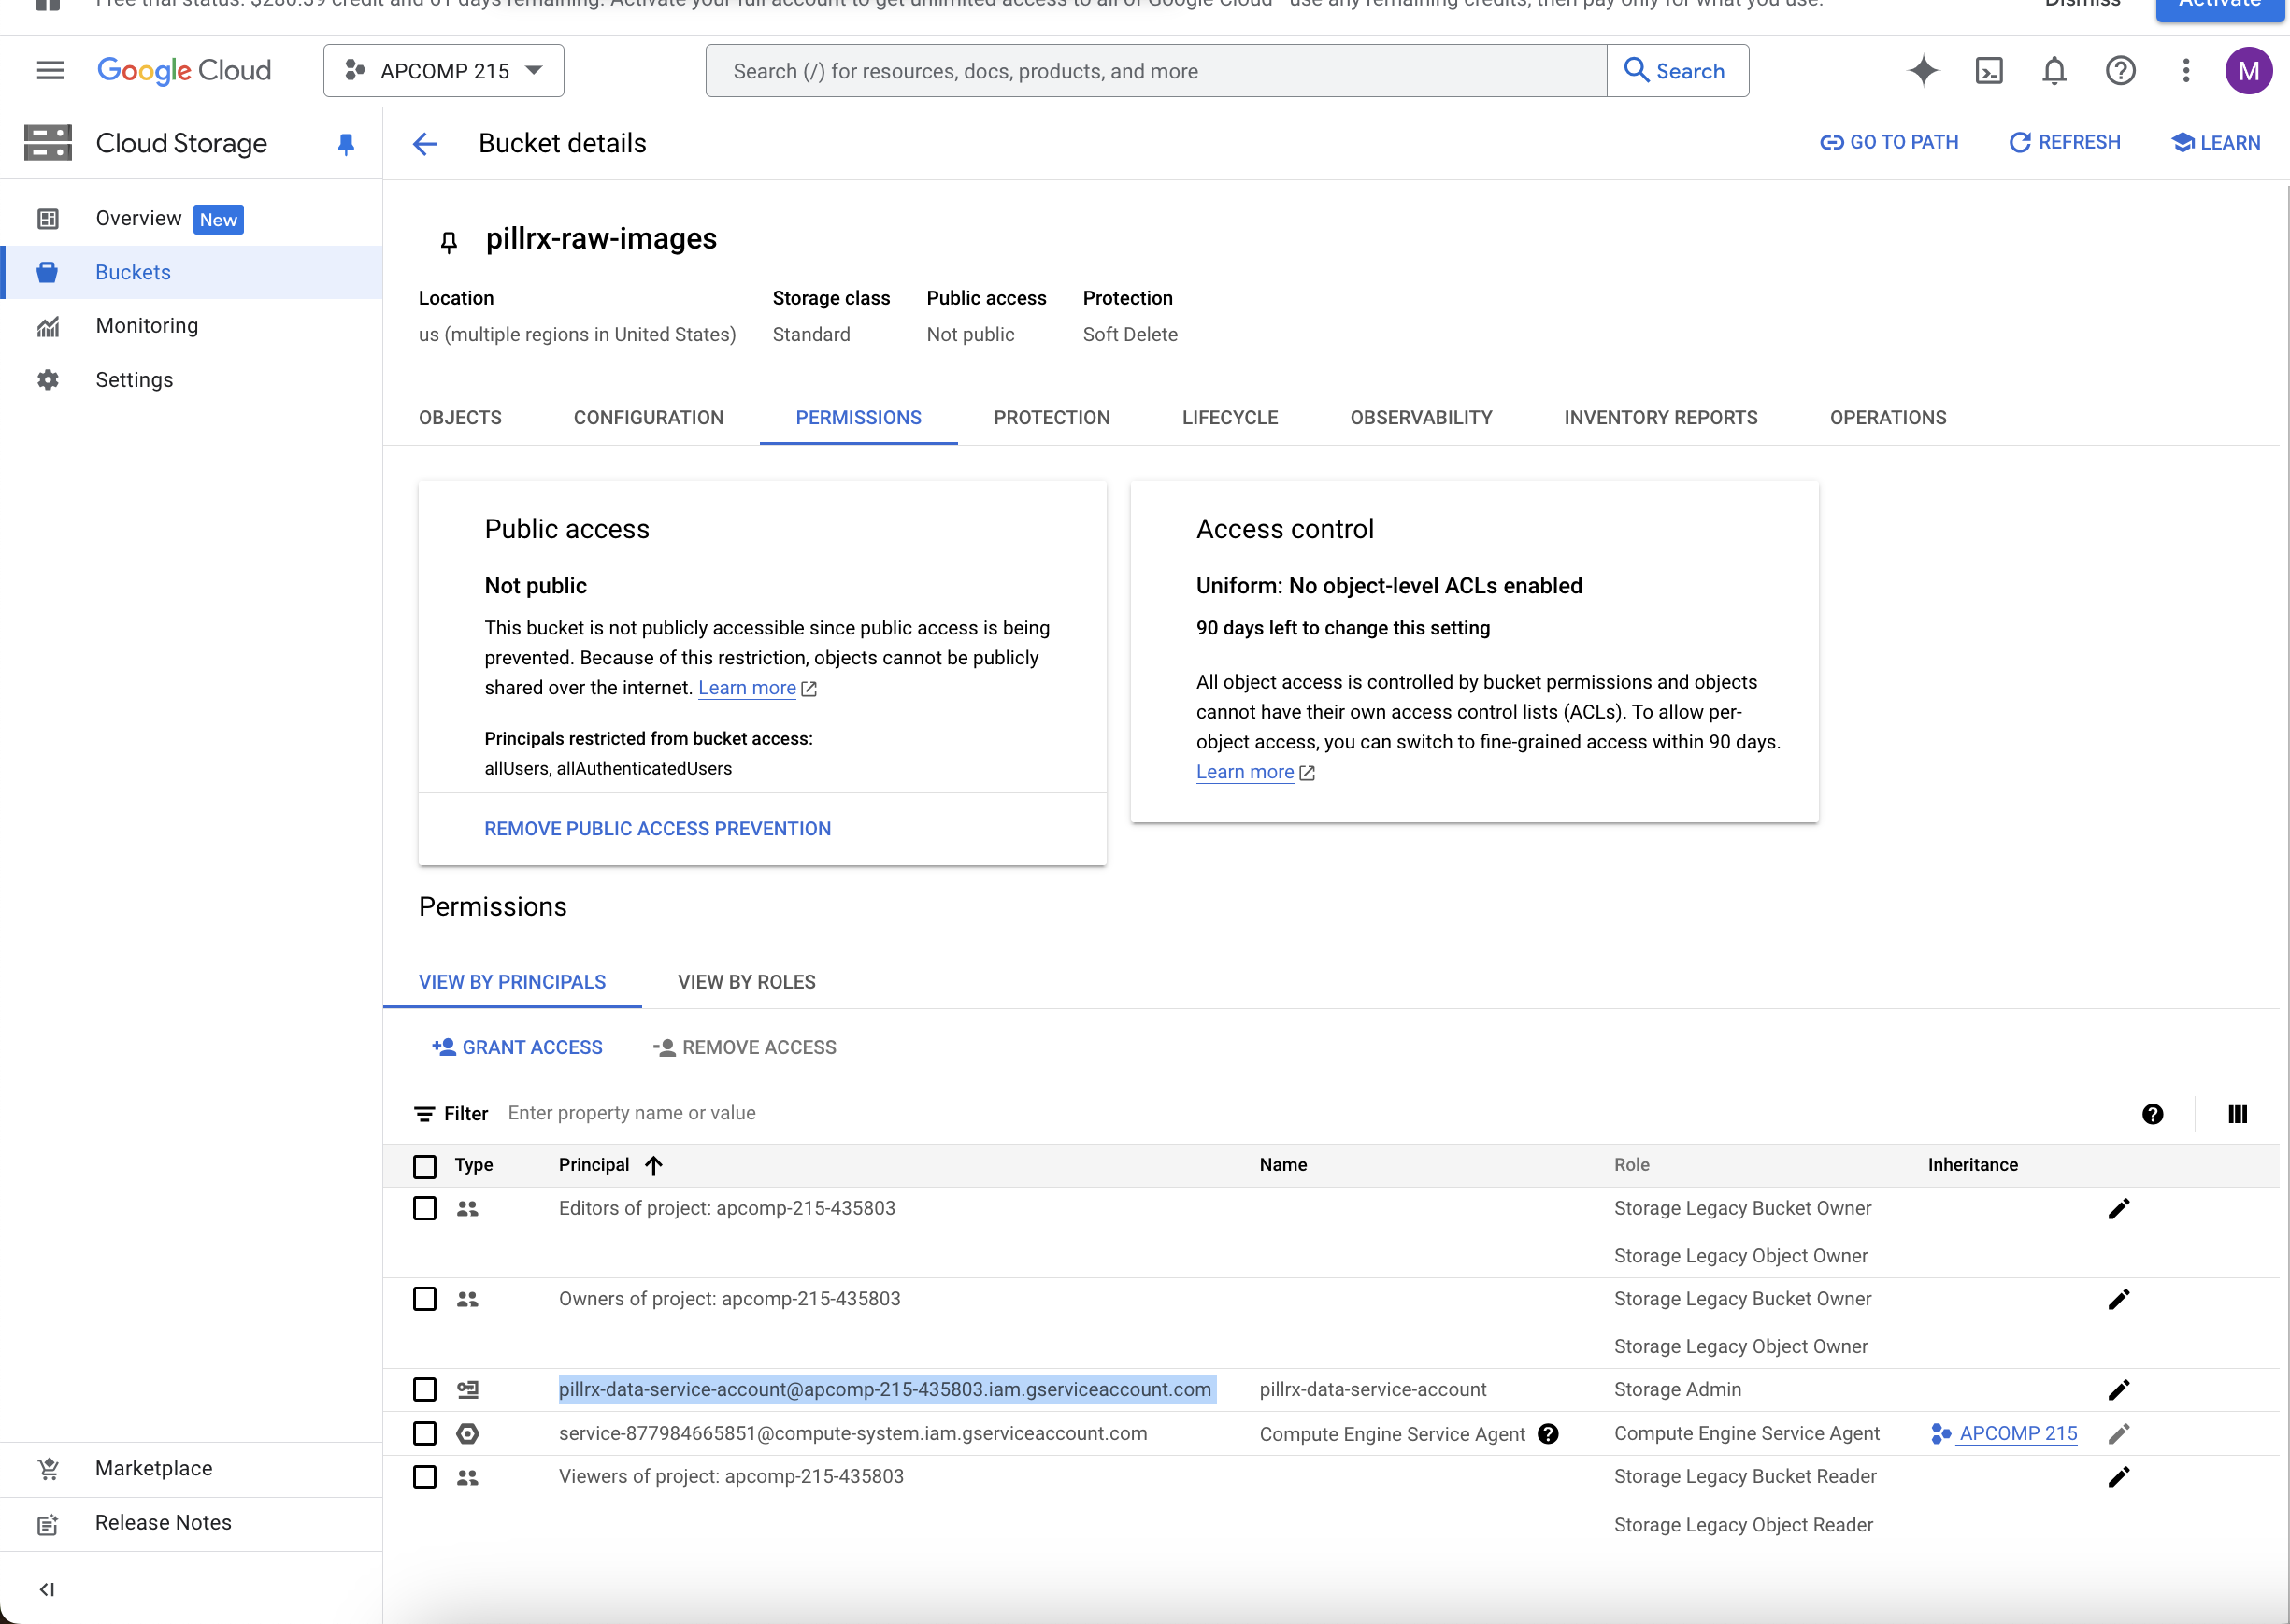 Free trial status: $280.39 credit and 61 days remaining. Activate your full account to get unlimited access to all of Google Cloud—use any remaining credits, then pay only for what you use.
Dismiss
Activate
Google Cloud
APCOMP 215
Search (/) for resources, docs, products, and more
Search
M
Cloud Storage
Bucket details
GO TO PATH
REFRESH
LEARN
Overview New
Buckets
Monitoring
Settings
pillrx-raw-images
Location
Storage class
Public access
Protection
us (multiple regions in United States)
Standard
Not public
Soft Delete
OBJECTS
CONFIGURATION
PERMISSIONS
PROTECTION
LIFECYCLE
OBSERVABILITY
INVENTORY REPORTS
OPERATIONS
Public access
Not public
This bucket is not publicly accessible since public access is being
prevented. Because of this restriction, objects cannot be publicly
shared over the internet. Learn more
Principals restricted from bucket access:
allUsers, allAuthenticatedUsers
REMOVE PUBLIC ACCESS PREVENTION
Access control
Uniform: No object-level ACLs enabled
90 days left to change this setting
All object access is controlled by bucket permissions and objects
cannot have their own access control lists (ACLs). To allow per-
object access, you can switch to fine-grained access within 90 days.
Learn more
Permissions
VIEW BY PRINCIPALS
VIEW BY ROLES
GRANT ACCESS
REMOVE ACCESS
Filter
Enter property name or value
Type
Principal
Name
Role
Inheritance
Editors of project: apcomp-215-435803
Storage Legacy Bucket Owner
Storage Legacy Object Owner
Owners of project: apcomp-215-435803
Storage Legacy Bucket Owner
Storage Legacy Object Owner
pillrx-data-service-account@apcomp-215-435803.iam.gserviceaccount.com
pillrx-data-service-account
Storage Admin
service-877984665851@compute-system.iam.gserviceaccount.com
Compute Engine Service Agent
Compute Engine Service Agent
APCOMP 215
Viewers of project: apcomp-215-435803
Storage Legacy Bucket Reader
Storage Legacy Object Reader
Marketplace
Release Notes